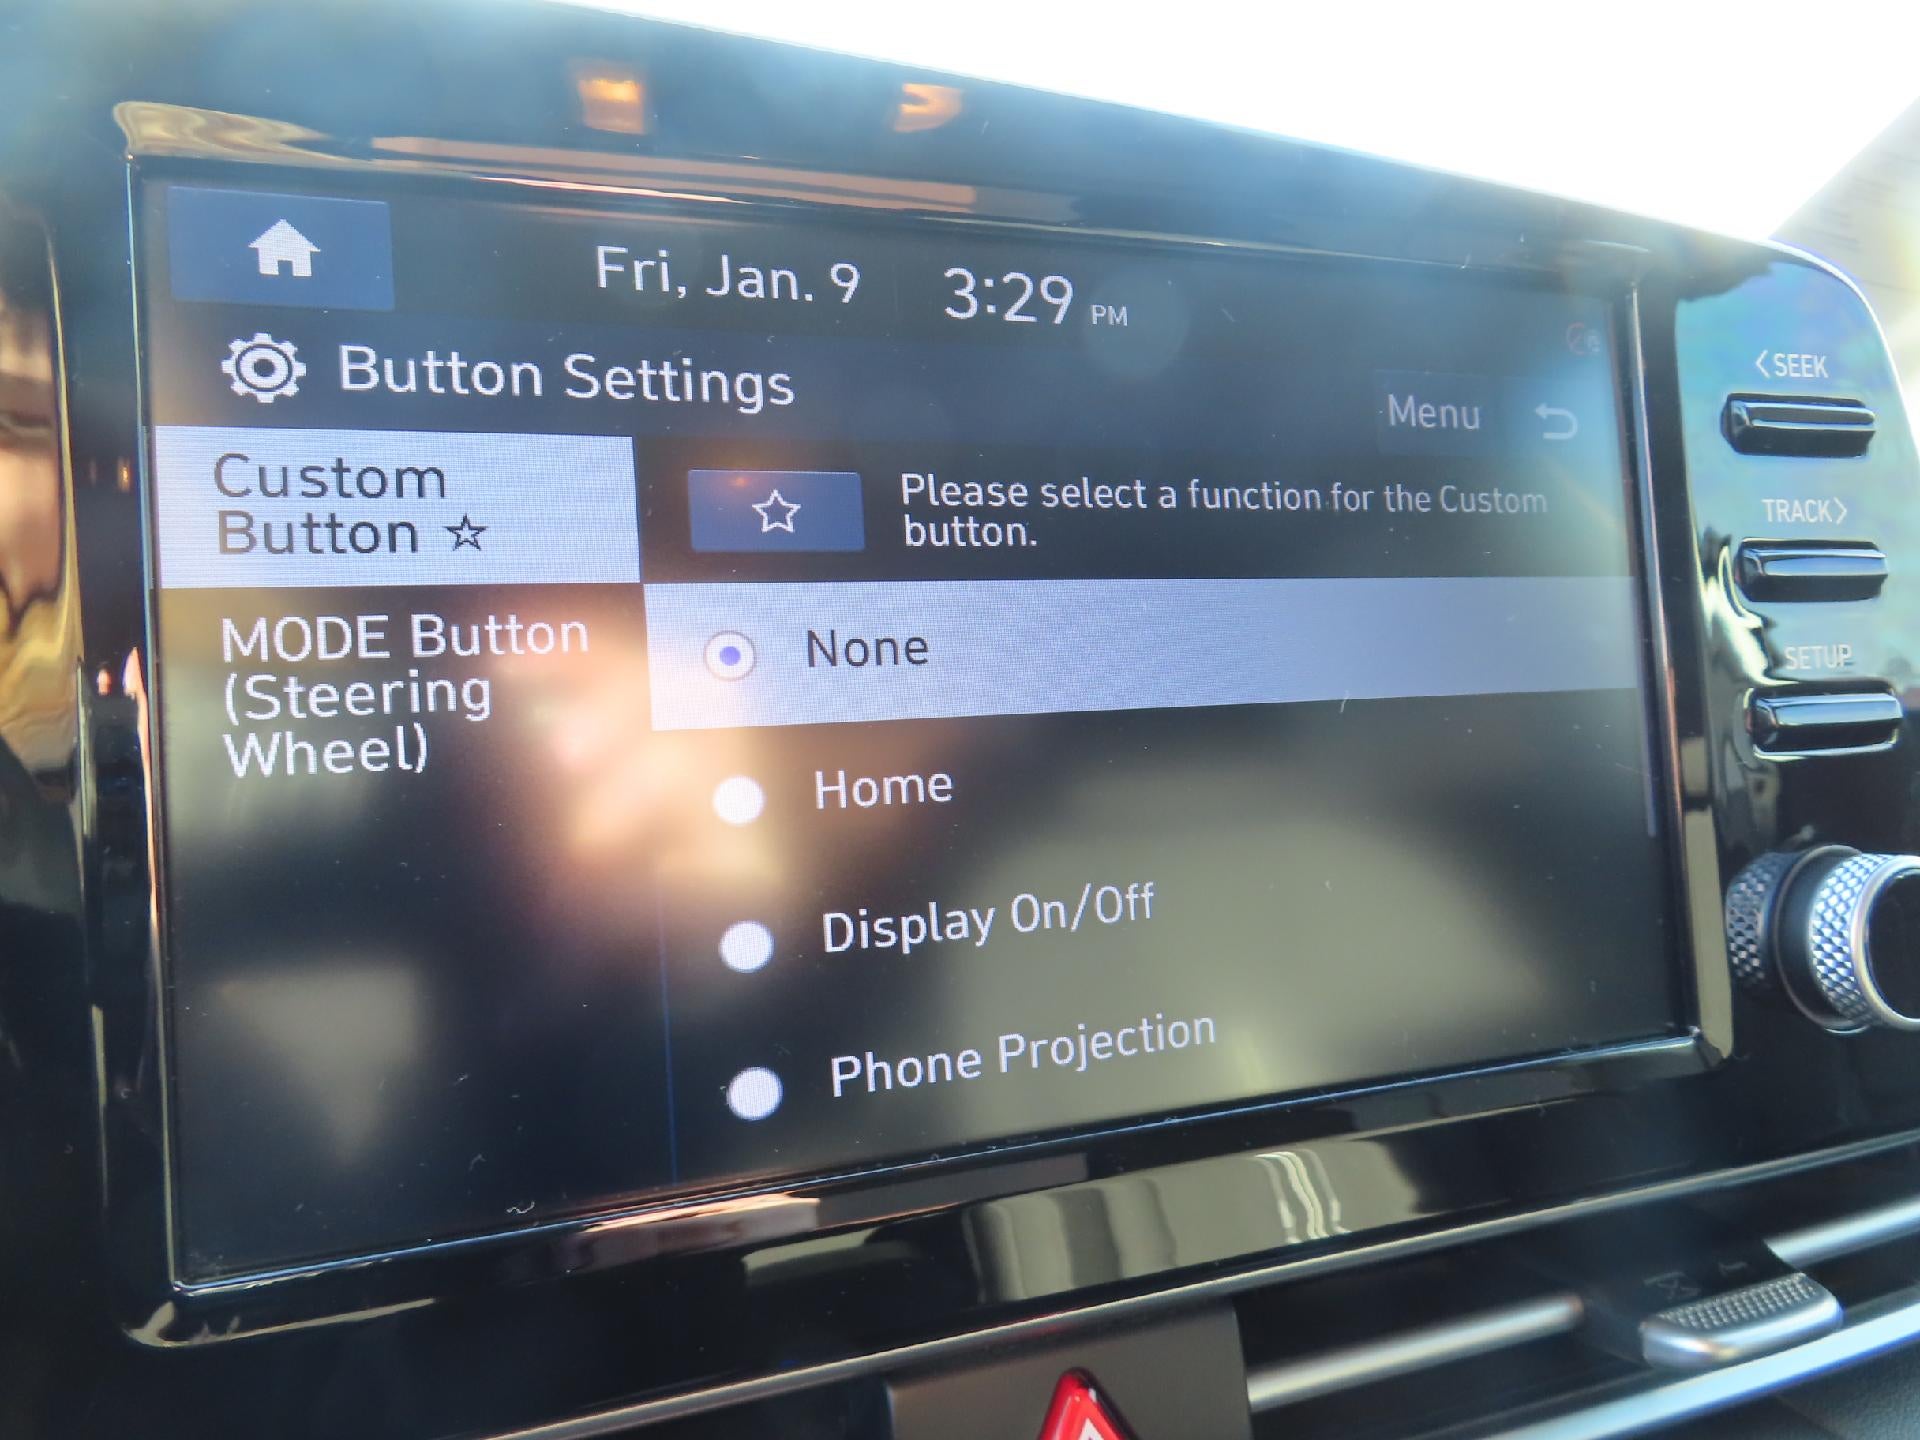 Fri, Jan. 9 3:29 PM
Button Settings
Menu
Custom
Button ☆
Please select a function for the Custom
button.
MODE Button
(Steering
Wheel)
None
Home
Display On/Off
Phone Projection
<SEEK
TRACK>
SETUP